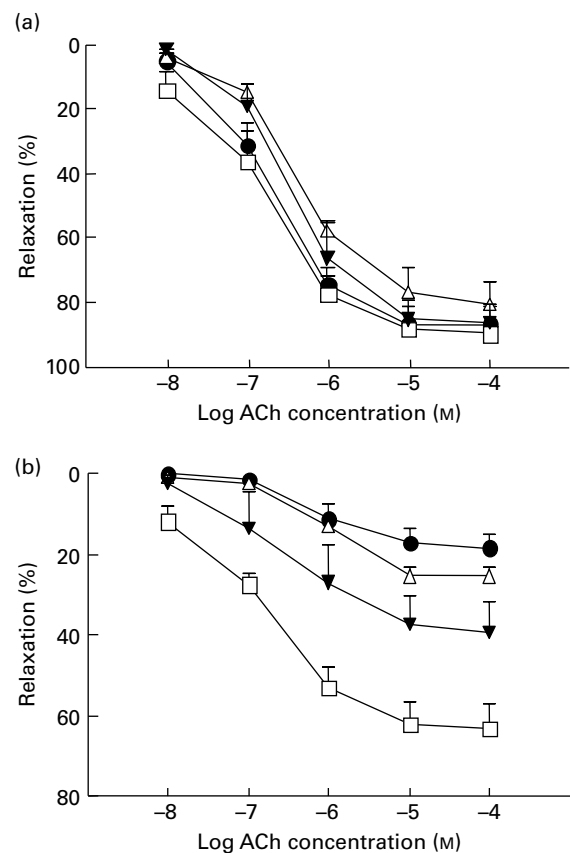 (a)
0
20
40
60
80
100
Relaxation (%)
–8 –7 –6 –5 –4
Log ACh concentration (M)
(b)
0
20
40
60
80
Relaxation (%)
–8 –7 –6 –5 –4
Log ACh concentration (M)